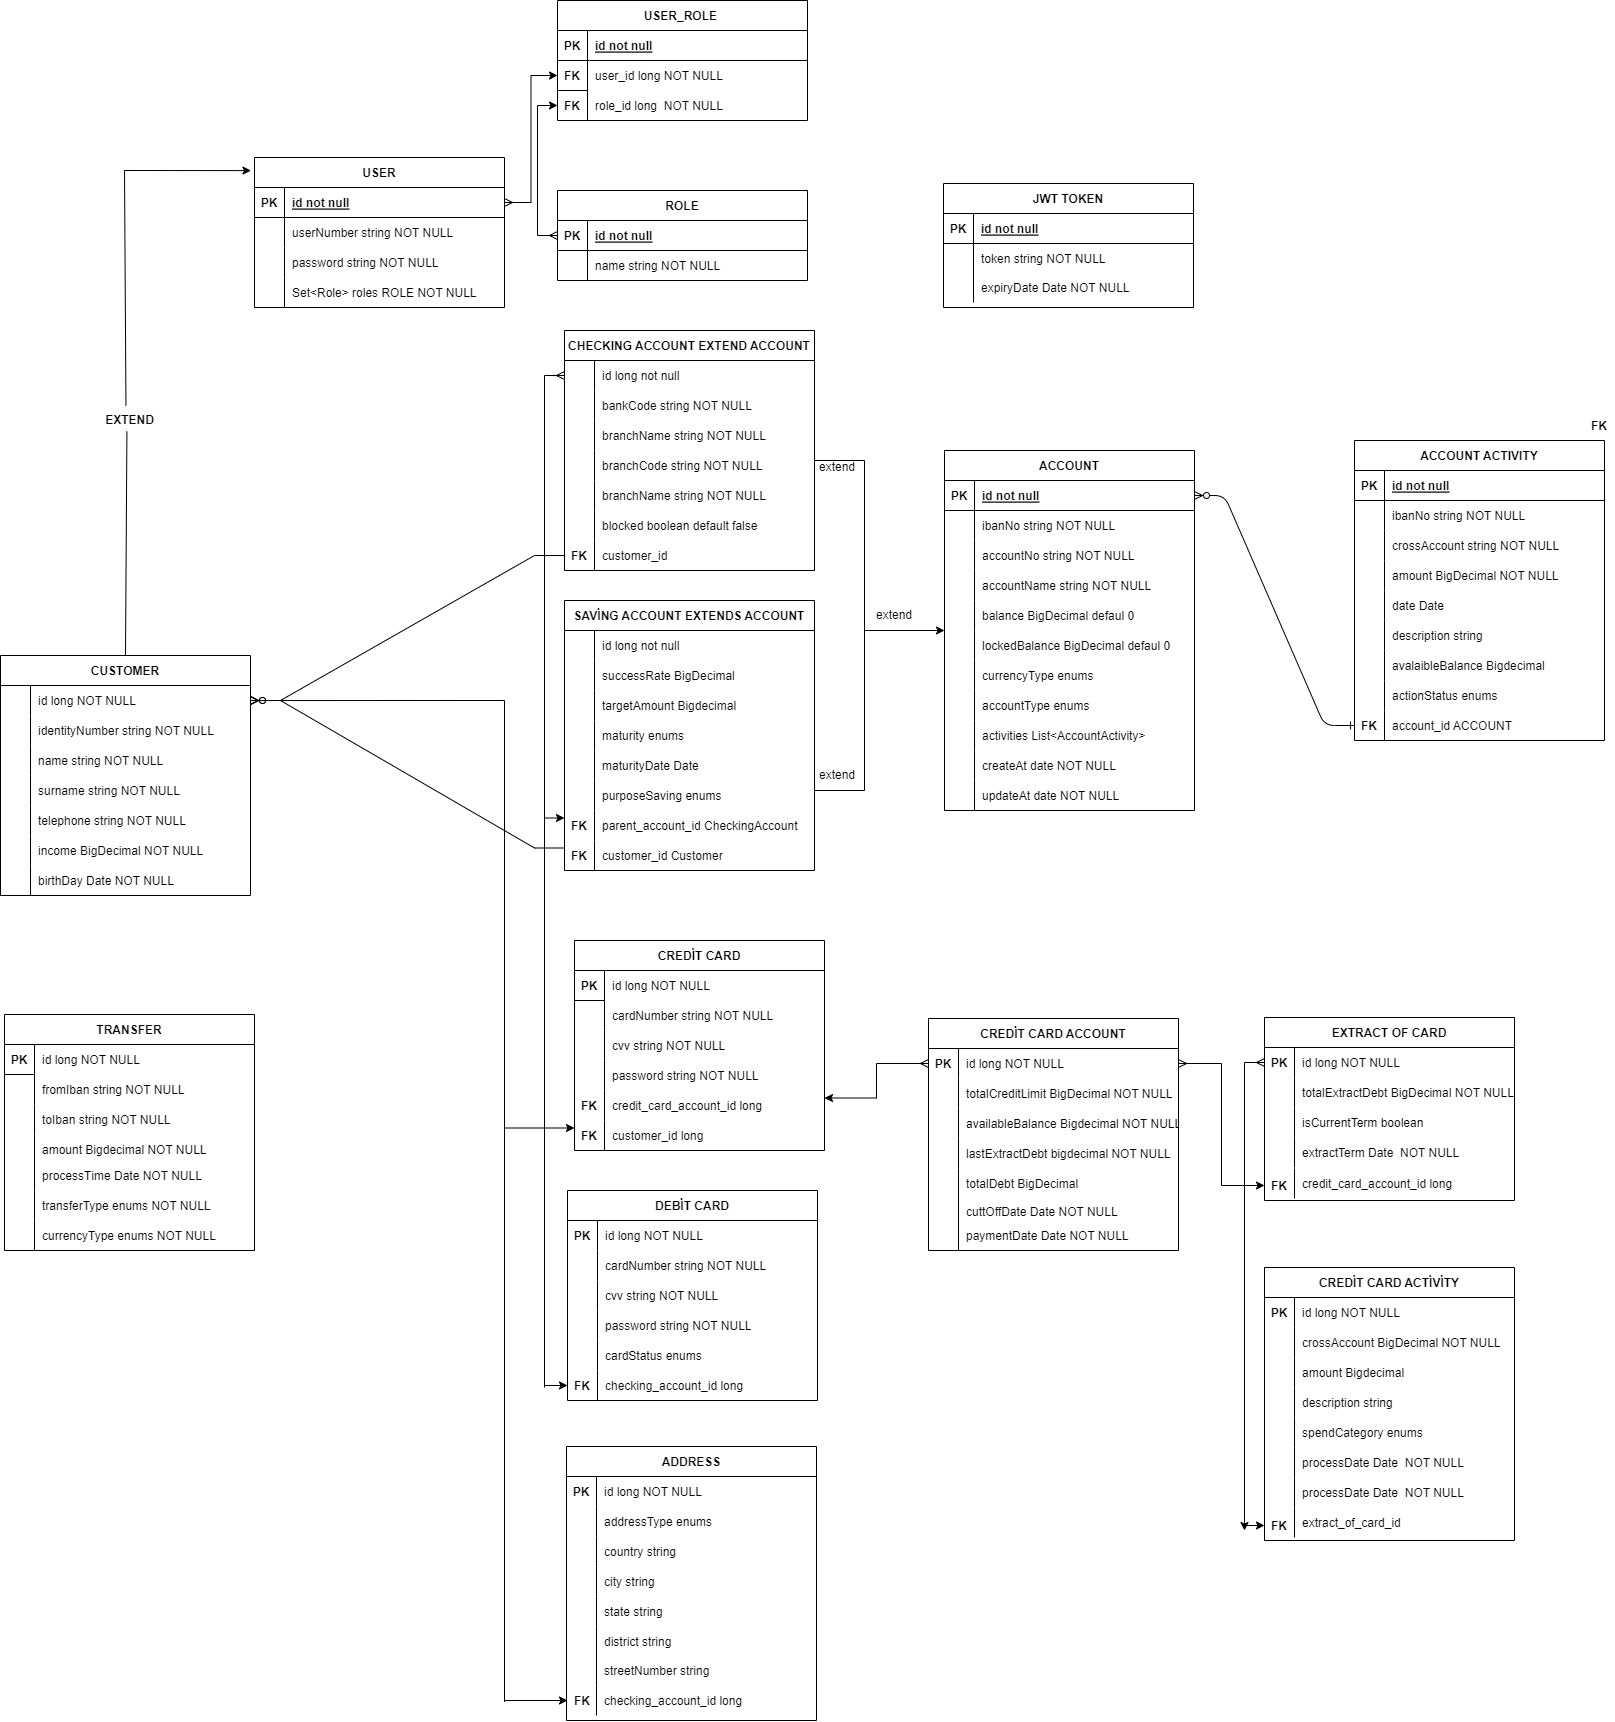 USER_ROLE
PK id not null
FK user_id long NOT NULL
FK role_id long  NOT NULL
USER
PK id not null
userNumber string NOT NULL
password string NOT NULL
Set<Role> roles ROLE NOT NULL
ROLE
PK id not null
name string NOT NULL
JWT TOKEN
PK id not null
token string NOT NULL
expiryDate Date NOT NULL
EXTEND
CHECKING ACCOUNT EXTEND ACCOUNT
id long not null
bankCode string NOT NULL
branchName string NOT NULL
branchCode string NOT NULL
branchName string NOT NULL
blocked boolean default false
FK customer_id
extend
SAVİNG ACCOUNT EXTENDS ACCOUNT
id long not null
successRate BigDecimal
targetAmount Bigdecimal
maturity enums
maturityDate Date
purposeSaving enums
FK parent_account_id CheckingAccount
FK customer_id Customer
extend
extend
ACCOUNT
PK id not null
ibanNo string NOT NULL
accountNo string NOT NULL
accountName string NOT NULL
balance BigDecimal defaul 0
lockedBalance BigDecimal defaul 0
currencyType enums
accountType enums
activities List<AccountActivity>
createAt date NOT NULL
updateAt date NOT NULL
FK
ACCOUNT ACTIVITY
PK id not null
ibanNo string NOT NULL
crossAccount string NOT NULL
amount BigDecimal NOT NULL
date Date
description string
avalaibleBalance Bigdecimal
actionStatus enums
FK account_id ACCOUNT
CUSTOMER
id long NOT NULL
identityNumber string NOT NULL
name string NOT NULL
surname string NOT NULL
telephone string NOT NULL
income BigDecimal NOT NULL
birthDay Date NOT NULL
TRANSFER
PK id long NOT NULL
fromIban string NOT NULL
toIban string NOT NULL
amount Bigdecimal NOT NULL
processTime Date NOT NULL
transferType enums NOT NULL
currencyType enums NOT NULL
CREDİT CARD
PK id long NOT NULL
cardNumber string NOT NULL
cvv string NOT NULL
password string NOT NULL
FK credit_card_account_id long
FK customer_id long
CREDİT CARD ACCOUNT
PK id long NOT NULL
totalCreditLimit BigDecimal NOT NULL
availableBalance Bigdecimal NOT NULL
lastExtractDebt bigdecimal NOT NULL
totalDebt BigDecimal
cuttOffDate Date NOT NULL
paymentDate Date NOT NULL
EXTRACT OF CARD
PK id long NOT NULL
totalExtractDebt BigDecimal NOT NULL
isCurrentTerm boolean
extractTerm Date  NOT NULL
FK credit_card_account_id long
DEBİT CARD
PK id long NOT NULL
cardNumber string NOT NULL
cvv string NOT NULL
password string NOT NULL
cardStatus enums
FK checking_account_id long
CREDİT CARD ACTİVİTY
PK id long NOT NULL
crossAccount BigDecimal NOT NULL
amount Bigdecimal
description string
spendCategory enums
processDate Date  NOT NULL
processDate Date  NOT NULL
FK extract_of_card_id
ADDRESS
PK id long NOT NULL
addressType enums
country string
city string
state string
district string
streetNumber string
FK checking_account_id long